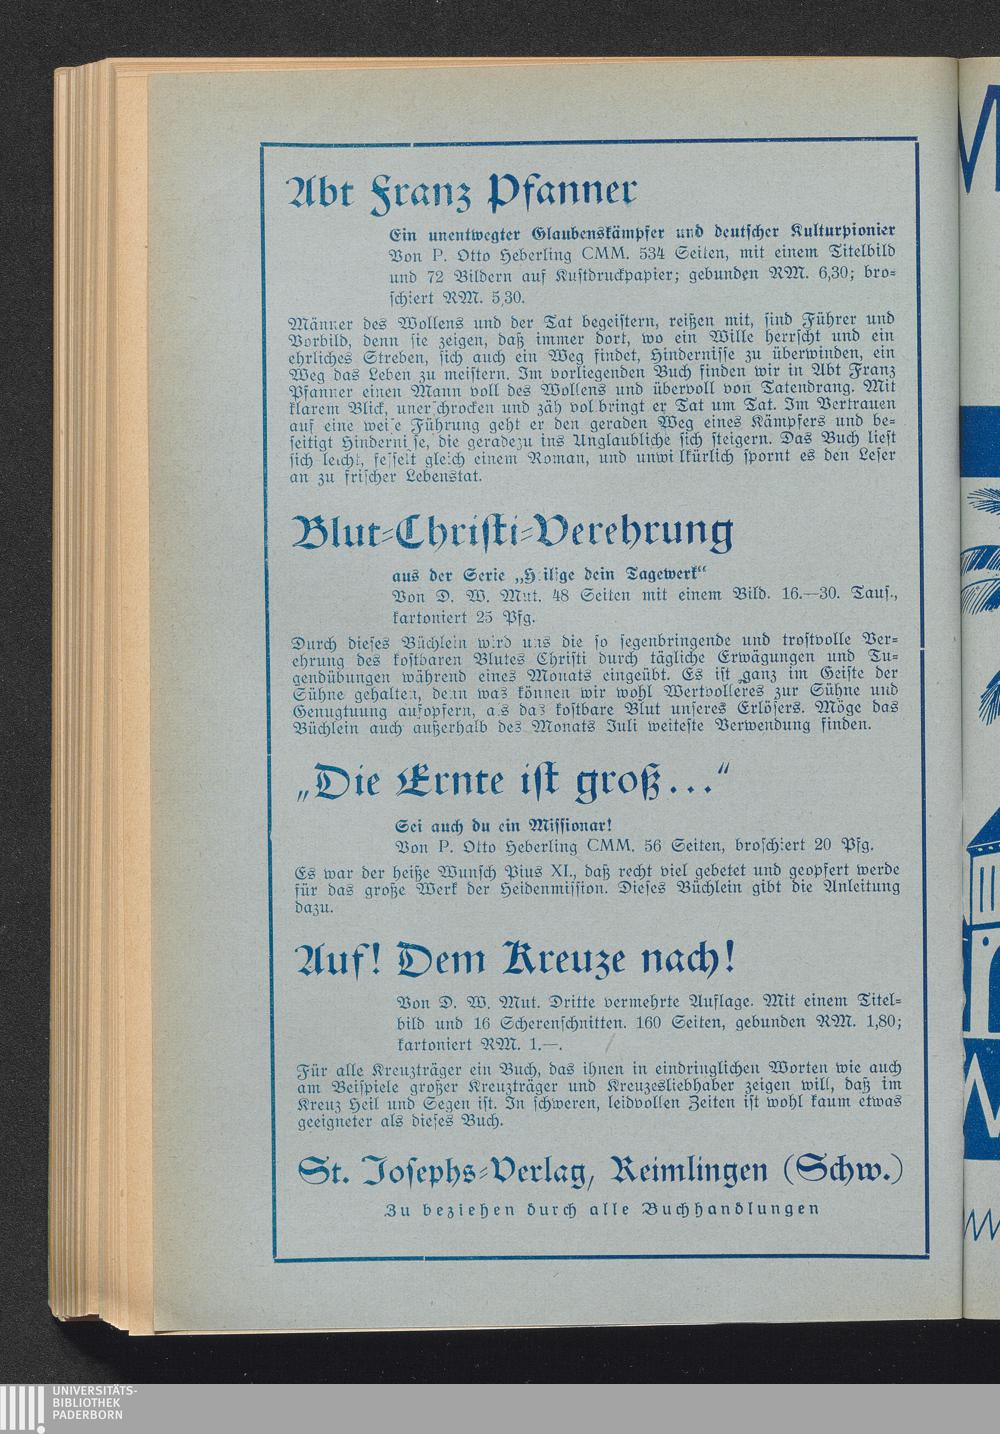 Abt Franz Pfanner
Ein unentwegter Glaubenskämpfer und deutscher Kulturpionier
Von P. Otto Heberling CMM. 534 Seiten, mit einem Titelbild
und 72 Bildern auf Kustdruckpapier; gebunden RM. 6,30; bro-
schiert RM. 5,30.
Männer des Wollens und der Tat begeistern, reißen mit, sind Führer und
Vorbild, denn sie zeigen, daß immer dort, wo ein Wille herrscht und ein
ehrliches Streben, sich auch ein Weg findet, Hindernisse zu überwinden, ein
Weg das Leben zu meistern. Im vorliegenden Buch finden wir in Abt Franz
Pfanner einen Mann voll des Wollens und übervoll von Tatendrang. Mit
klarem Blick, unerschrocken und zäh vollbringt er Tat um Tat. Im Vertrauen
auf eine weise Führung geht er den geraden Weg eines Kämpfers und be-
seitigt Hindernisse, die geradezu ins Unglaubliche sich steigern. Das Buch liest
sich leicht, fesselt gleich einem Roman, und unwillkürlich spornt es den Leser
an zu frischer Lebenstat.
Blut-Christi-Verehrung
aus der Serie „Heilige dein Tagewerk“
Von D. W. Mut. 48 Seiten mit einem Bild. 16.—30. Taus.,
kartoniert 25 Pfg.
Durch dieses Büchlein wird uns die so segenbringende und trostvolle Ver-
ehrung des kostbaren Blutes Christi durch tägliche Erwägungen und Tu-
gendübungen während eines Monats eingeübt. Es ist ganz im Geiste der
Sühne gehalten, denn was können wir wohl Wertvolleres zur Sühne und
Genugtuung aufopfern, als das kostbare Blut unseres Erlösers. Möge das
Büchlein auch außerhalb des Monats Juli weiteste Verwendung finden.
„Die Ernte ist groß...“
Sei auch du ein Missionar!
Von P. Otto Heberling CMM. 56 Seiten, broschiert 20 Pfg.
Es war der heiße Wunsch Pius XI., daß recht viel gebetet und geopfert werde
für das große Werk der Heidenmission. Dieses Büchlein gibt die Anleitung
dazu.
Auf! Dem Kreuze nach!
Von D. W. Mut. Dritte vermehrte Auflage. Mit einem Titel-
bild und 16 Scherenschnitten. 160 Seiten, gebunden RM. 1,80;
kartoniert RM. 1.—.
Für alle Kreuzträger ein Buch, das ihnen in eindringlichen Worten wie auch
am Beispiele großer Kreuzträger und Kreuzesliebhaber zeigen will, daß im
Kreuz Heil und Segen ist. In schweren, leidvollen Zeiten ist wohl kaum etwas
geeigneter als dieses Buch.
St. Josephs-Verlag, Reimlingen (Schw.)
Zu beziehen durch alle Buchhandlungen
UNIVERSITÄTS-
BIBLIOTHEK
PADERBORN